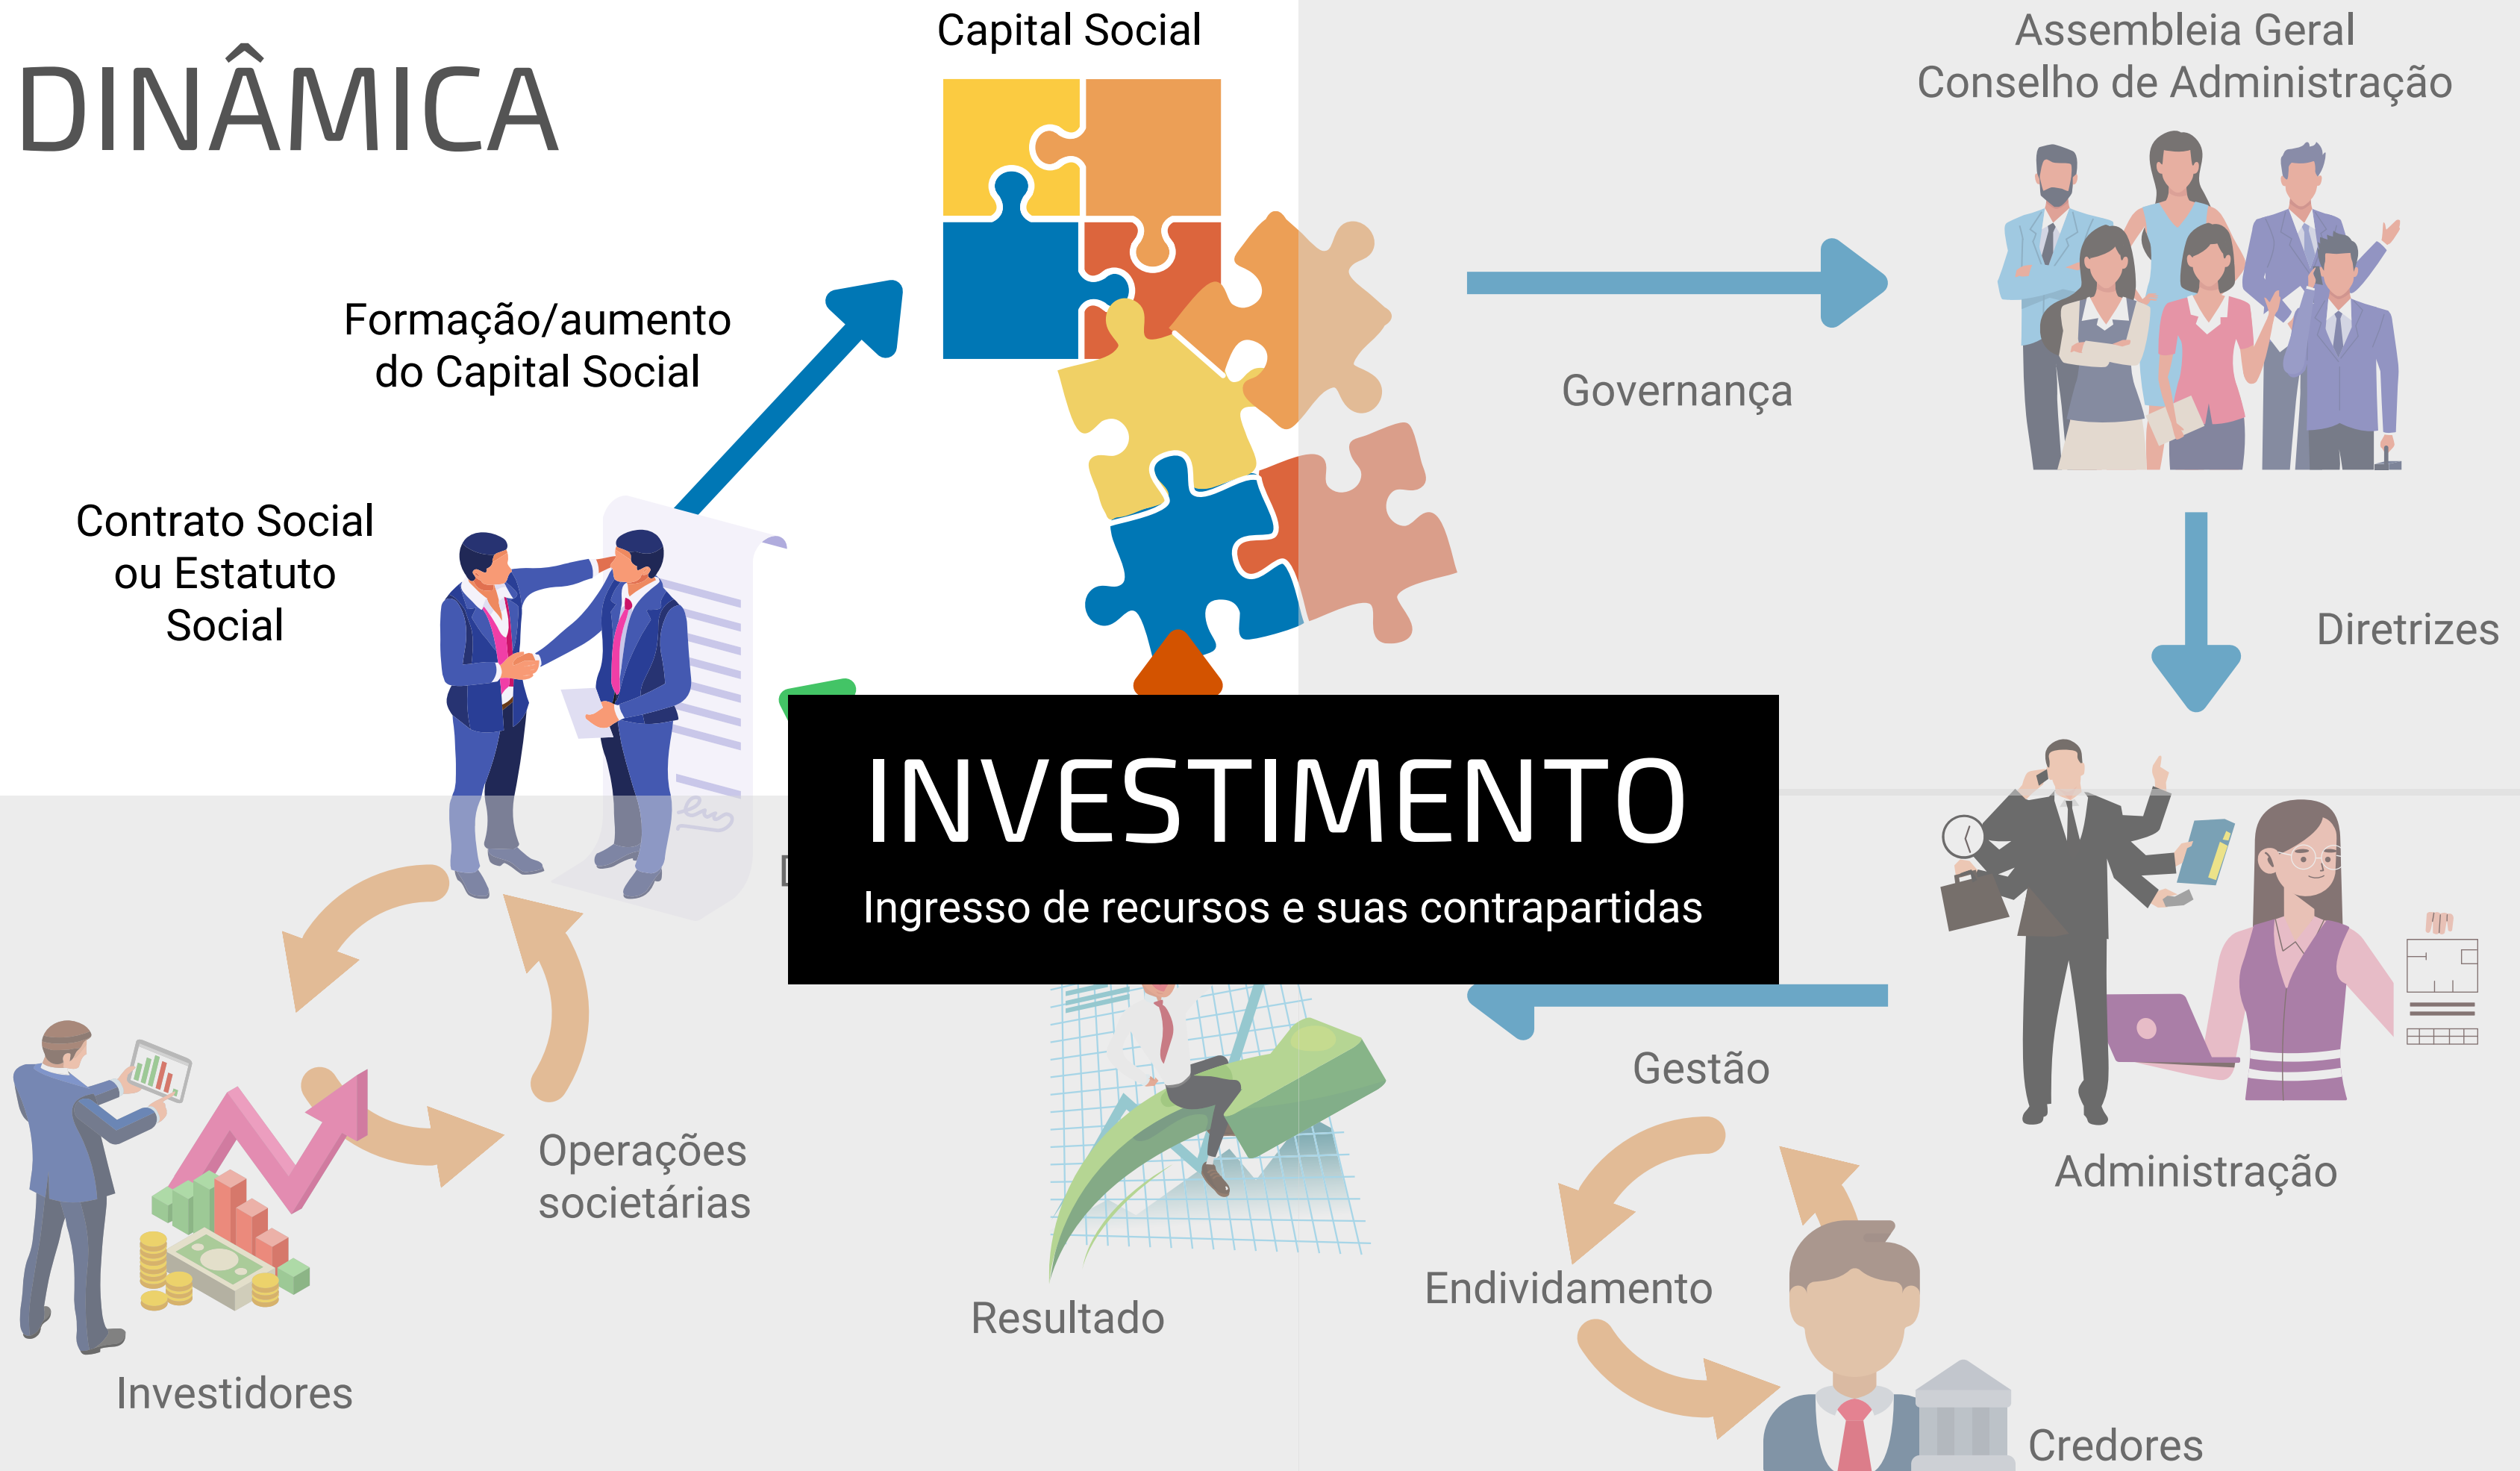 DINÂMICA
Capital Social
Assembleia Geral
Conselho de Administração
Formação/aumento
do Capital Social
Governança
Contrato Social
ou Estatuto
Social
Diretrizes
INVESTIMENTO
Ingresso de recursos e suas contrapartidas
Gestão
Operações
societárias
Administração
Endividamento
Resultado
Investidores
Credores